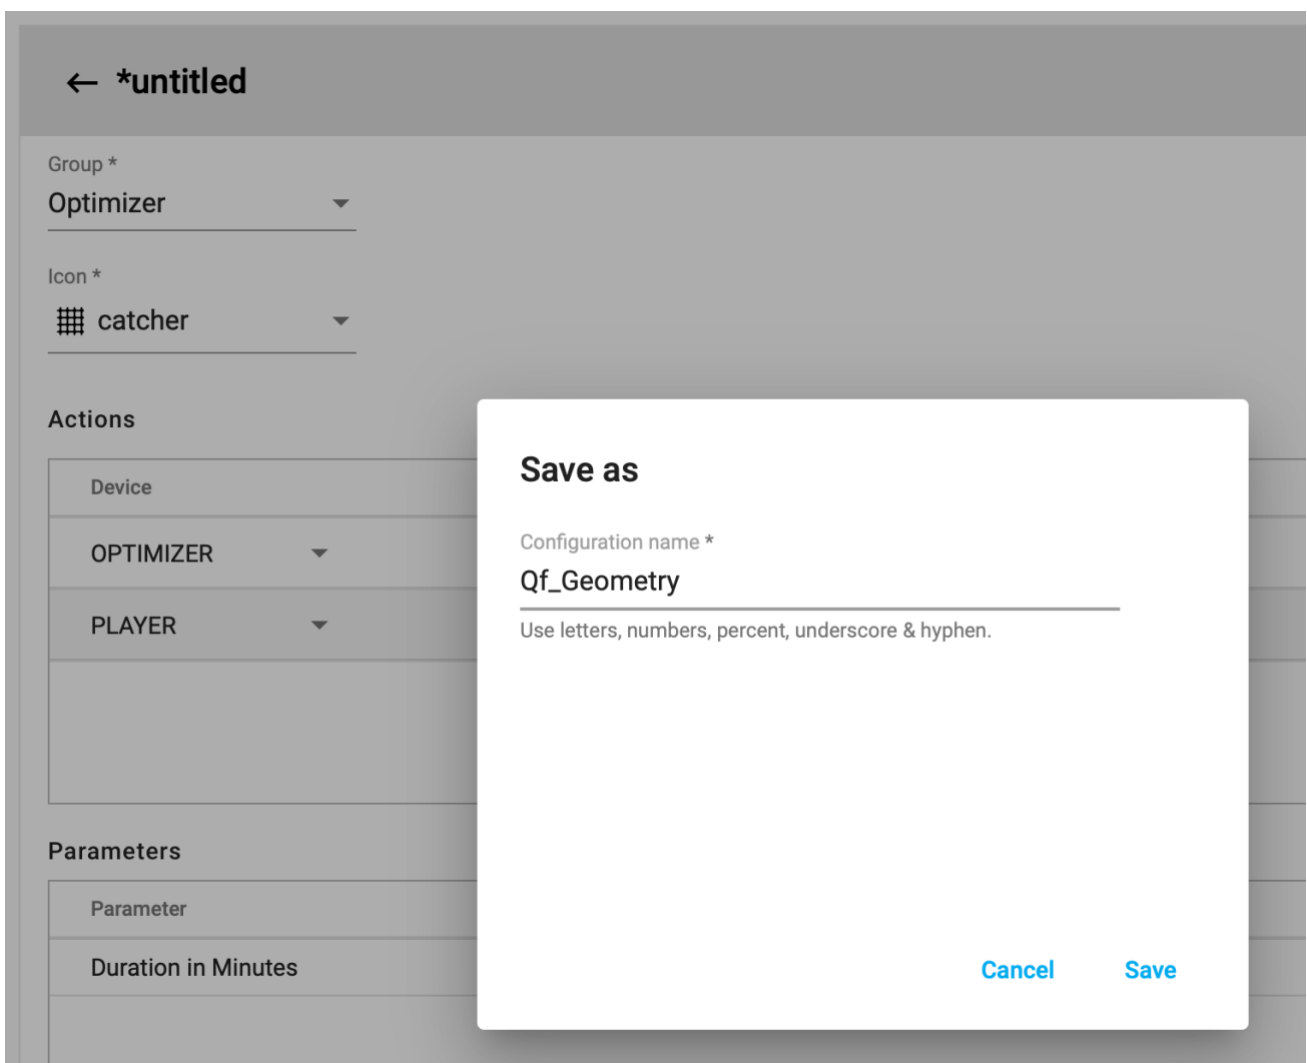 ← *untitled
Group *
Optimizer
Icon *
catcher
Actions
Device
OPTIMIZER
PLAYER
Parameters
Parameter
Duration in Minutes
Save as
Configuration name *
Qf_Geometry
Use letters, numbers, percent, underscore & hyphen.
Cancel Save